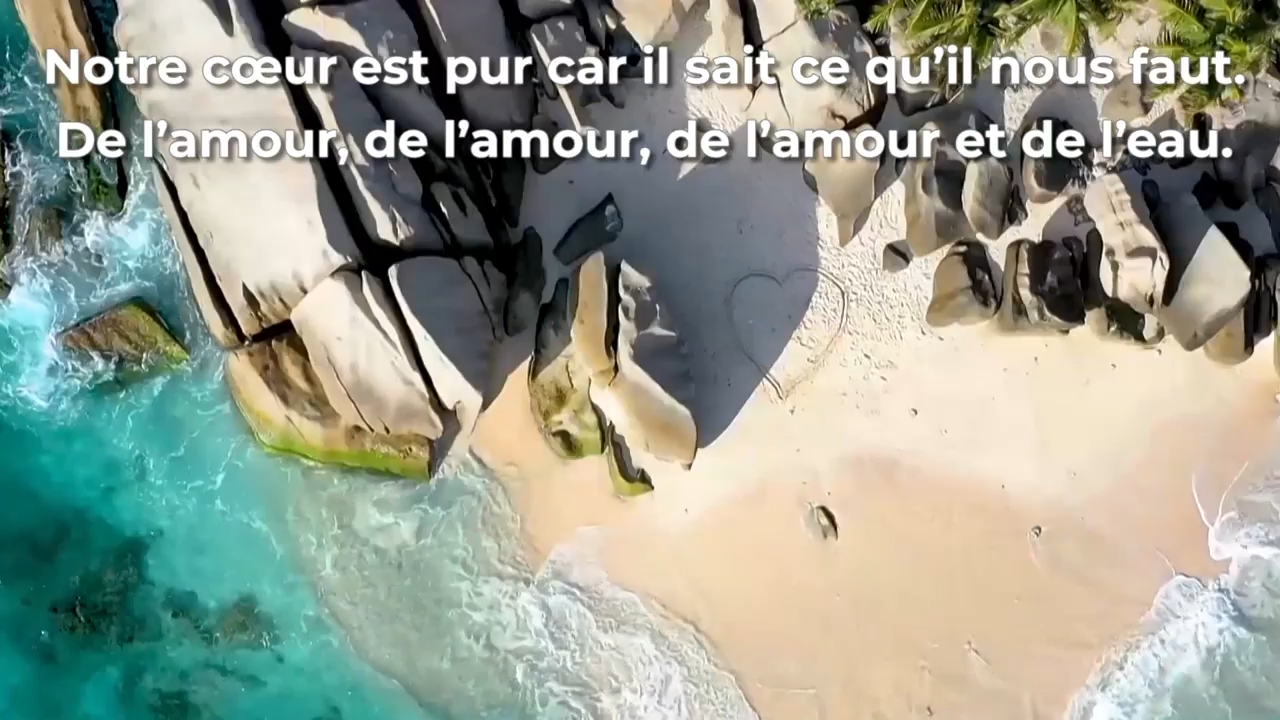 Notre cœur est pur car il sait ce qu’il nous faut.
De l’amour, de l’amour, de l’amour et de l’eau.